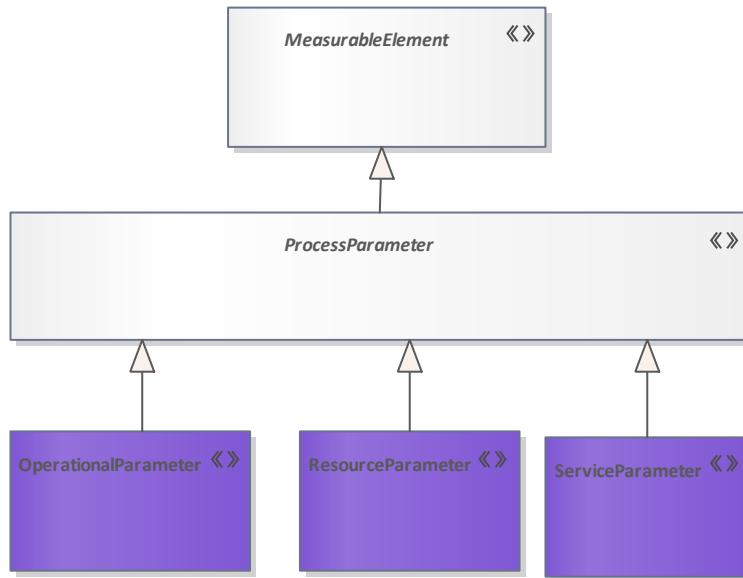 MeasurableElement «»
ProcessParameter «»
OperationalParameter «»
ResourceParameter «»
ServiceParameter «»